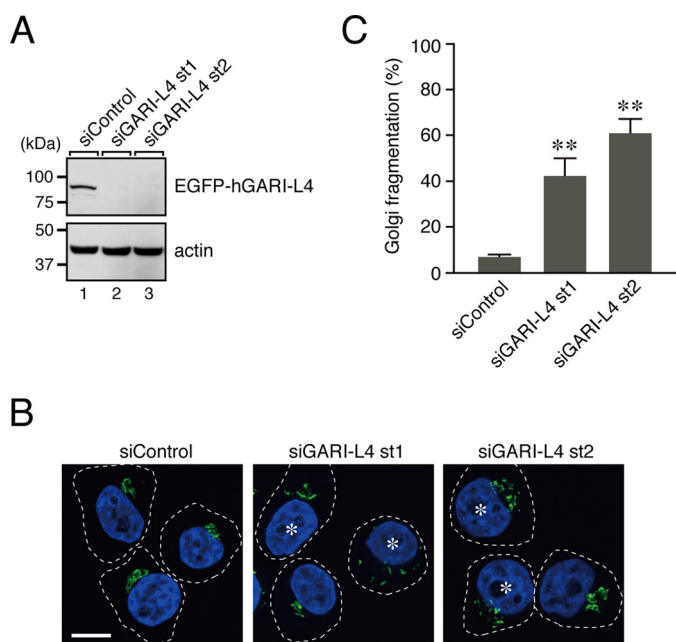 A
siControl
siGARI-L4 st1
siGARI-L4 st2
(kDa)
100
75
EGFP-hGARI-L4
50
37
actin
1 2 3
C
Golgi fragmentation (%)
100
80
60
40
20
0
**
**
siControl
siGARI-L4 st1
siGARI-L4 st2
B
siControl siGARI-L4 st1 siGARI-L4 st2
* * * *